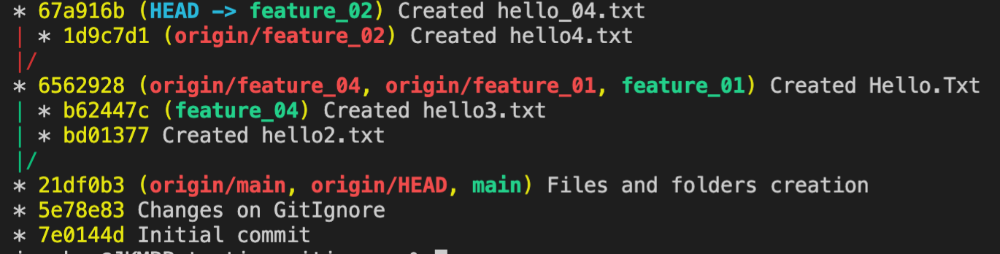 * 67a916b (HEAD -> feature_02) Created hello_04.txt
| * 1d9c7d1 (origin/feature_02) Created hello4.txt
|/
* 6562928 (origin/feature_04, origin/feature_01, feature_01) Created Hello.Txt
| * b62447c (feature_04) Created hello3.txt
| * bd01377 Created hello2.txt
|/
* 21df0b3 (origin/main, origin/HEAD, main) Files and folders creation
* 5e78e83 Changes on GitIgnore
* 7e0144d Initial commit